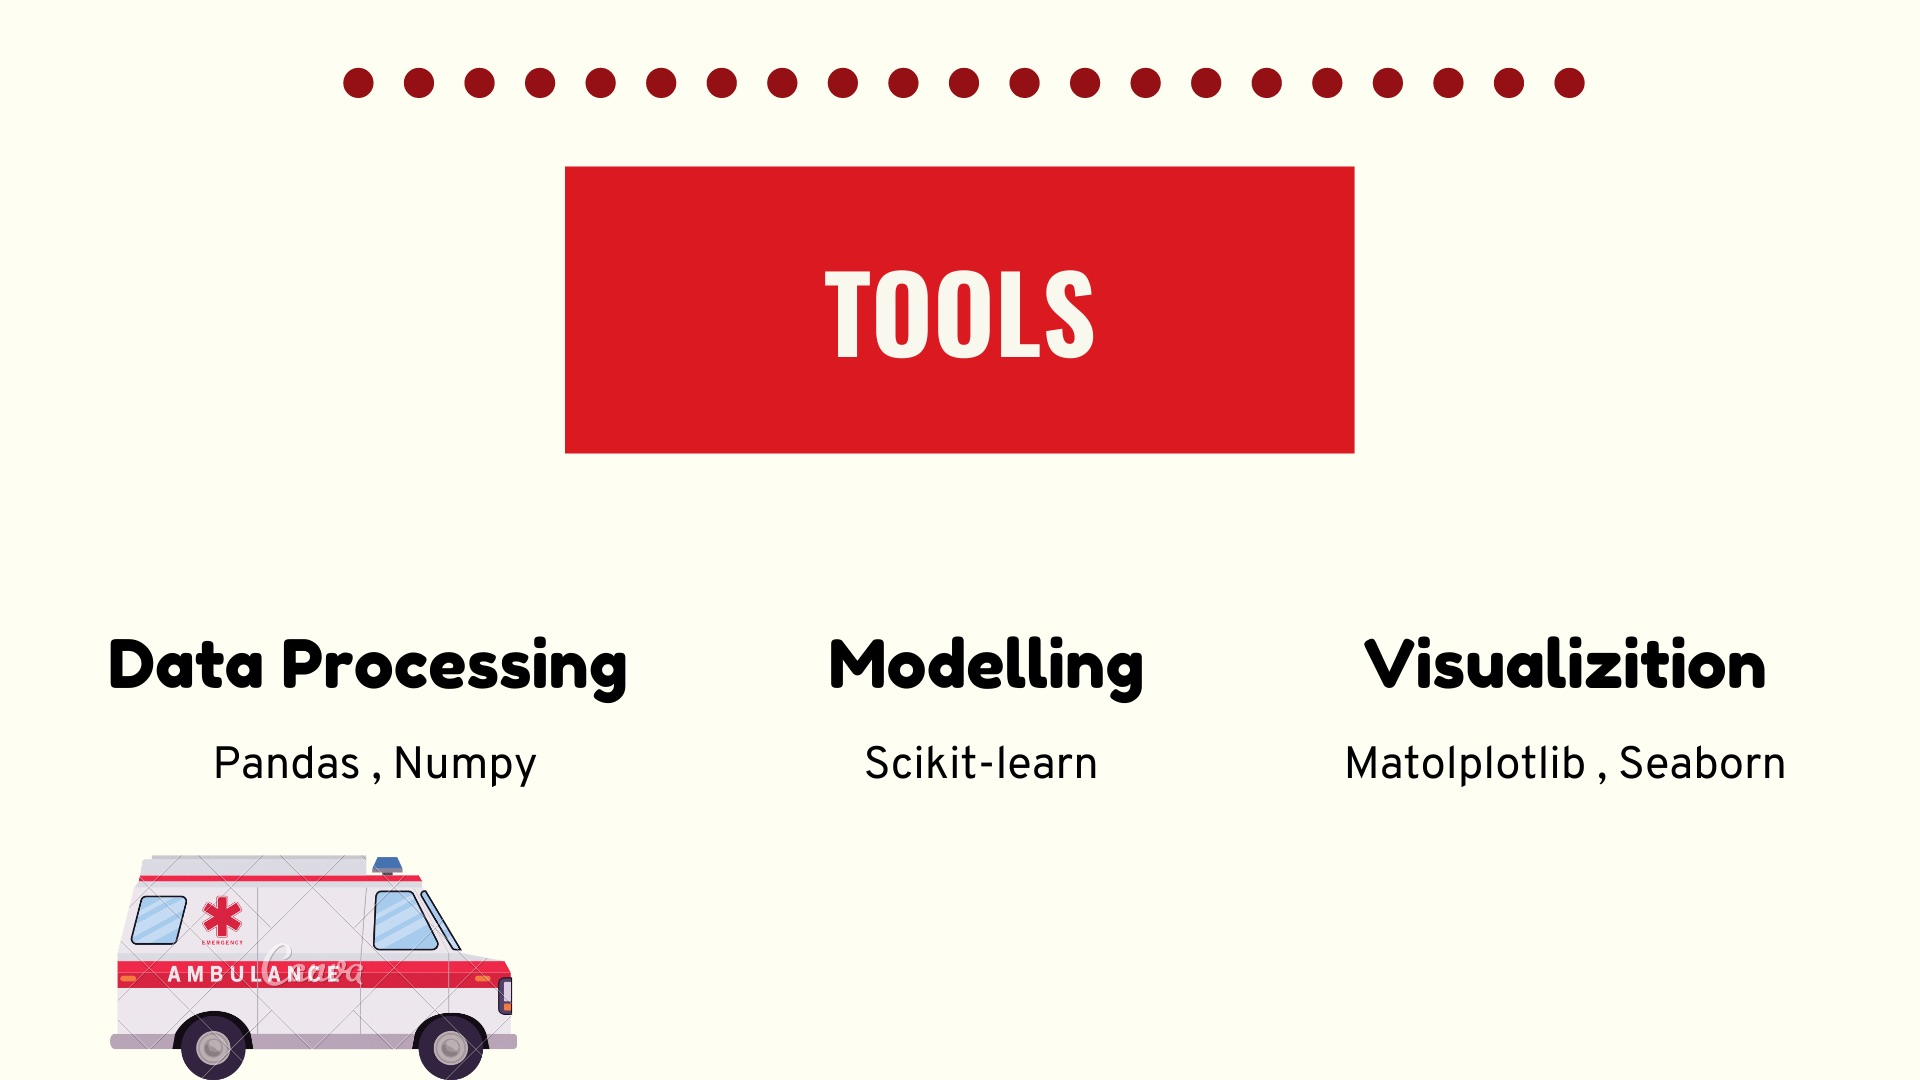 TOOLS
Data Processing
Pandas , Numpy
Modelling
Scikit-learn
Visualizition
Matolplotlib , Seaborn
EMERGENCY
AMBULANCE
Canva